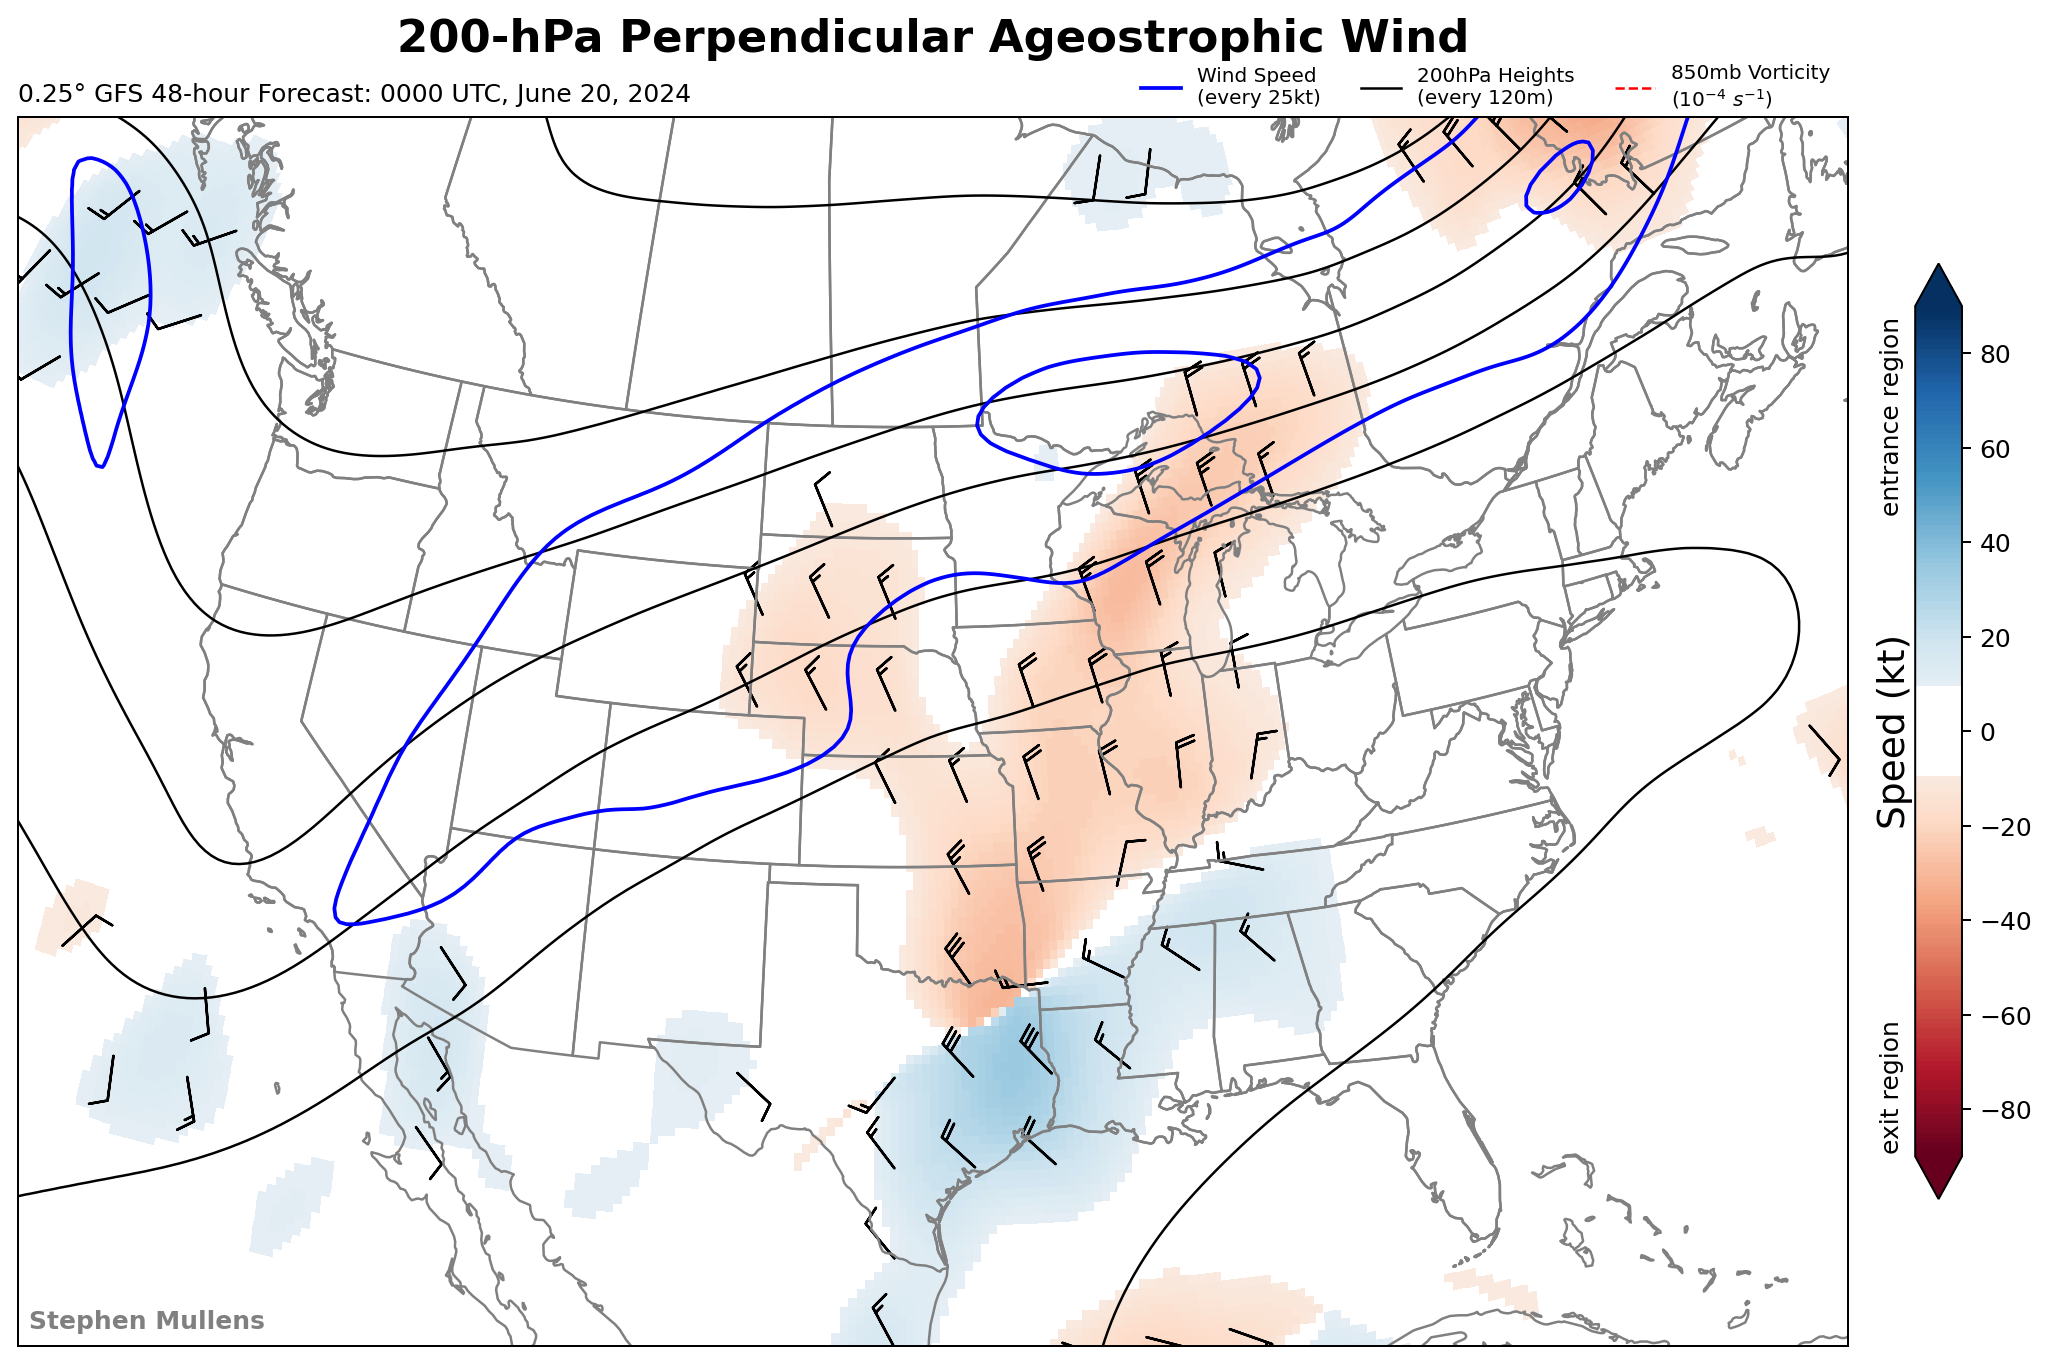 200-hPa Perpendicular Ageostrophic Wind
0.25° GFS 48-hour Forecast: 0000 UTC, June 20, 2024
Wind Speed
(every 25kt)
200hPa Heights
(every 120m)
850mb Vorticity
(10⁻⁴ s⁻¹)
entrance region
Speed (kt)
exit region
80
60
40
20
0
−20
−40
−60
−80
Stephen Mullens